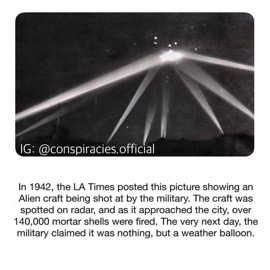 IG: @conspiracies.official
In 1942, the LA Times posted this picture showing an
Alien craft being shot at by the military. The craft was
spotted on radar, and as it approached the city, over
140,000 mortar shells were fired. The very next day, the
military claimed it was nothing, but a weather balloon.